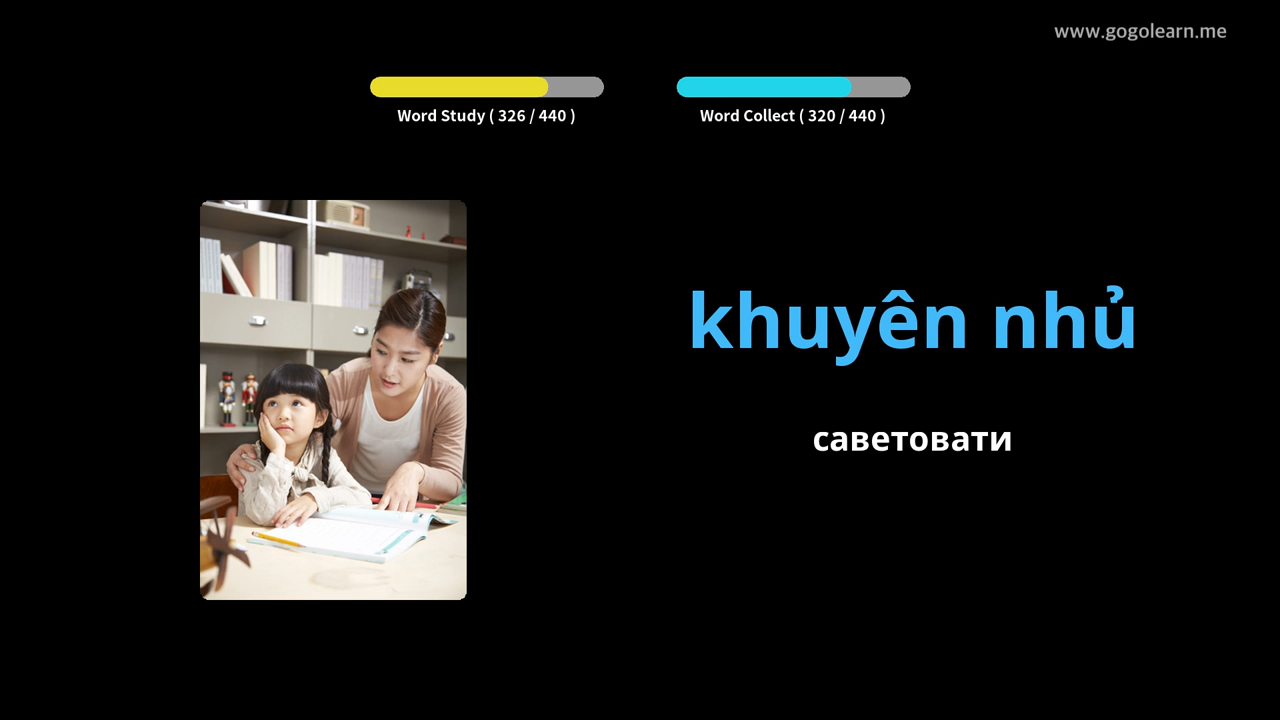 www.gogolearn.me
Word Study ( 326 / 440 )
Word Collect ( 320 / 440 )
khuyên nhủ
саветовати